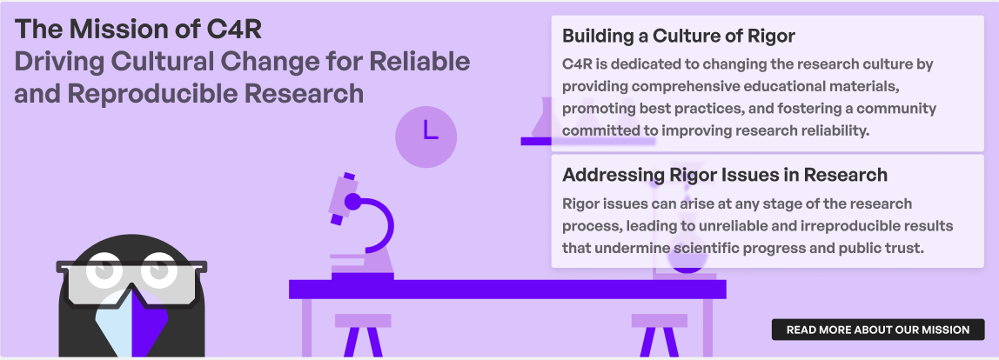 The Mission of C4R
Driving Cultural Change for Reliable
and Reproducible Research
Building a Culture of Rigor
C4R is dedicated to changing the research culture by
providing comprehensive educational materials,
promoting best practices, and fostering a community
committed to improving research reliability.
Addressing Rigor Issues in Research
Rigor issues can arise at any stage of the research
process, leading to unreliable and irreproducible results
that undermine scientific progress and public trust.
READ MORE ABOUT OUR MISSION